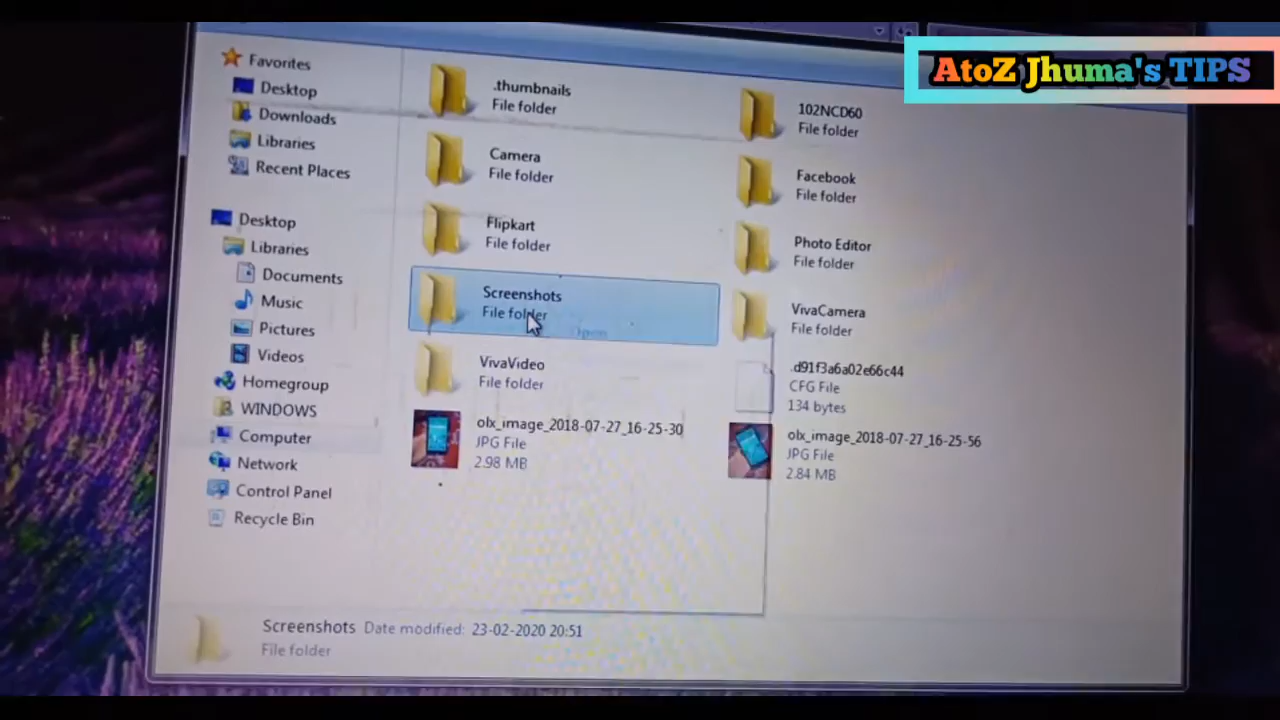 AtoZ Jhuma's TIPS
Favorites
Desktop
Downloads
Libraries
Recent Places
Desktop
Libraries
Documents
Music
Pictures
Videos
Homegroup
WINDOWS
Computer
Network
Control Panel
Recycle Bin
.thumbnails
File folder
102NCD60
File folder
Camera
File folder
Facebook
File folder
Flipkart
File folder
Photo Editor
File folder
Screenshots
File folder
Open
VivaCamera
File folder
VivaVideo
File folder
.d91f3a6a02e66c44
CFG File
134 bytes
olx_image_2018-07-27_16-25-30
JPG File
2.98 MB
olx_image_2018-07-27_16-25-56
JPG File
2.84 MB
Screenshots Date modified: 23-02-2020 20:51
File folder